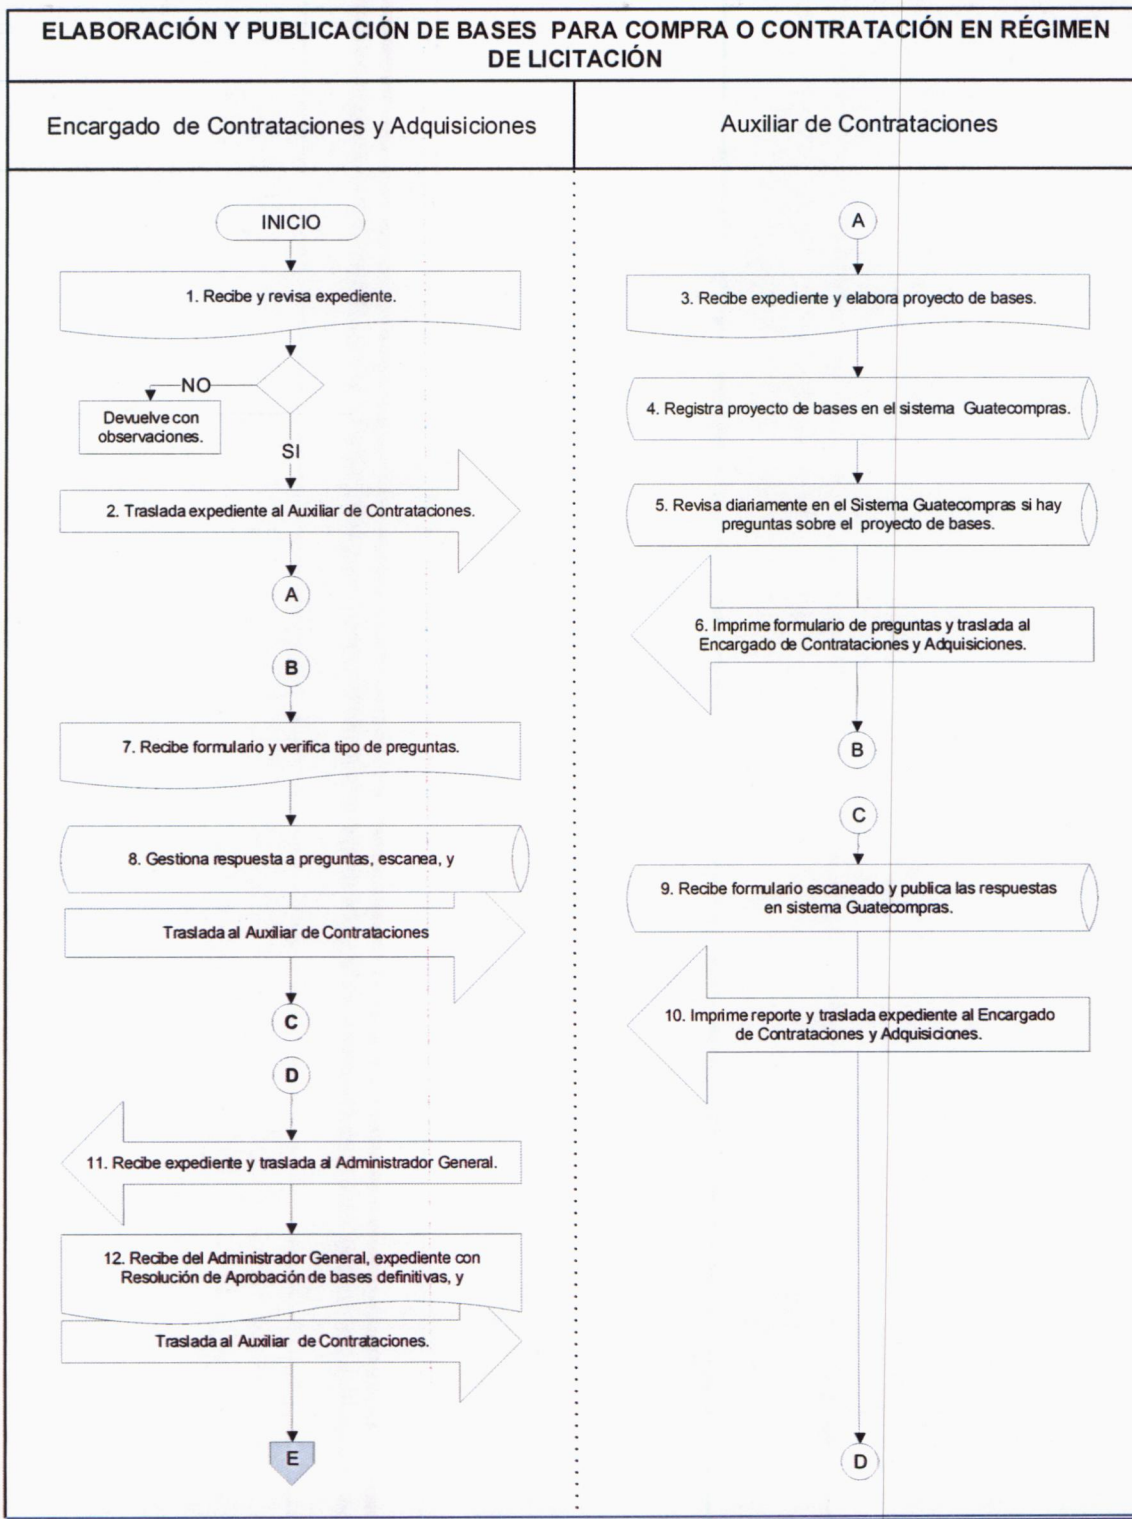 ELABORACIÓN Y PUBLICACIÓN DE BASES PARA COMPRA O CONTRATACIÓN EN RÉGIMEN
DE LICITACIÓN
Encargado de Contrataciones y Adquisiciones
Auxiliar de Contrataciones
INICIO
1. Recibe y revisa expediente.
NO
Devuelve con
observaciones.
SI
2. Traslada expediente al Auxiliar de Contrataciones.
A
B
7. Recibe formulario y verifica tipo de preguntas.
8. Gestiona respuesta a preguntas, escanea, y
Traslada al Auxiliar de Contrataciones
C
D
11. Recibe expediente y traslada al Administrador General.
12. Recibe del Administrador General, expediente con
Resolución de Aprobación de bases definitivas, y
Traslada al Auxiliar de Contrataciones.
E
A
3. Recibe expediente y elabora proyecto de bases.
4. Registra proyecto de bases en el sistema Guatecompras.
5. Revisa diariamente en el Sistema Guatecompras si hay
preguntas sobre el proyecto de bases.
6. Imprime formulario de preguntas y traslada al
Encargado de Contrataciones y Adquisiciones.
B
C
9. Recibe formulario escaneado y publica las respuestas
en sistema Guatecompras.
10. Imprime reporte y traslada expediente al Encargado
de Contrataciones y Adquisiciones.
D